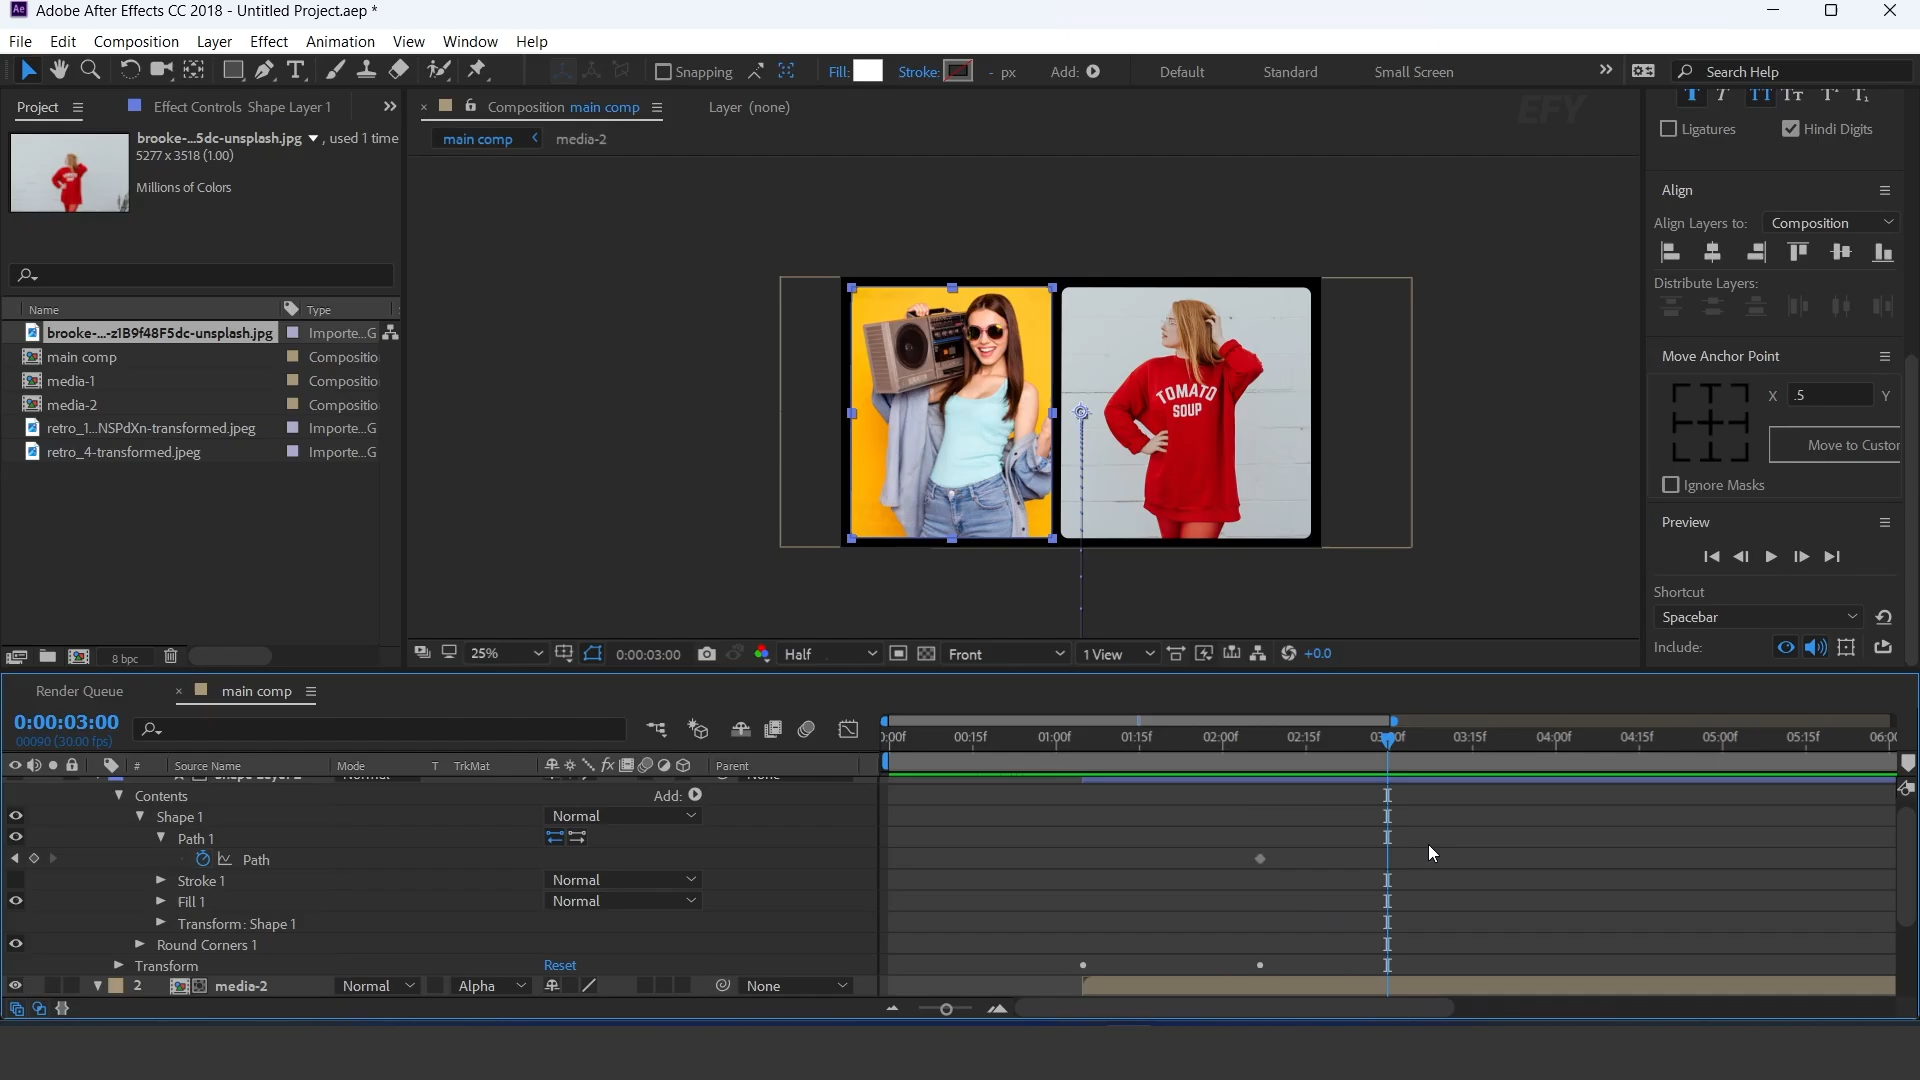 Adobe After Effects CC 2018 - Untitled Project.aep *
File Edit Composition Layer Effect Animation View Window Help
Snapping Fill: Stroke: - px Add: Default Standard Small Screen Search Help
Project Effect Controls Shape Layer 1 Composition main comp Layer (none) EFY
brooke-...5dc-unsplash.jpg , used 1 time
5277 x 3518 (1.00)
Millions of Colors
main comp media-2
Ligatures Hindi Digits
Align
Align Layers to: Composition
Distribute Layers:
Name Type
brooke-...-z1B9f48F5dc-unsplash.jpg Importe...G
main comp Compositio
media-1 Compositio
media-2 Compositio
retro_1...NSPdXn-transformed.jpeg Importe...G
retro_4-transformed.jpeg Importe...G
TOMATO
SOUP
Move Anchor Point
X .5 Y
Move to Custor
Ignore Masks
Preview
Shortcut
Spacebar
Include:
8 bpc
25% 0:00:03:00 Half Front 1 View +0.0
Render Queue main comp
0:00:03:00
00090 (30.00 fps)
):00f 00:15f 01:00f 01:15f 02:00f 02:15f 03:00f 03:15f 04:00f 04:15f 05:00f 05:15f 06:00
# Source Name Mode T TrkMat fx Parent
Contents Add:
Shape 1 Normal
Path 1
Path
Stroke 1 Normal
Fill 1 Normal
Transform: Shape 1
Round Corners 1
Transform Reset
2 media-2 Normal Alpha None